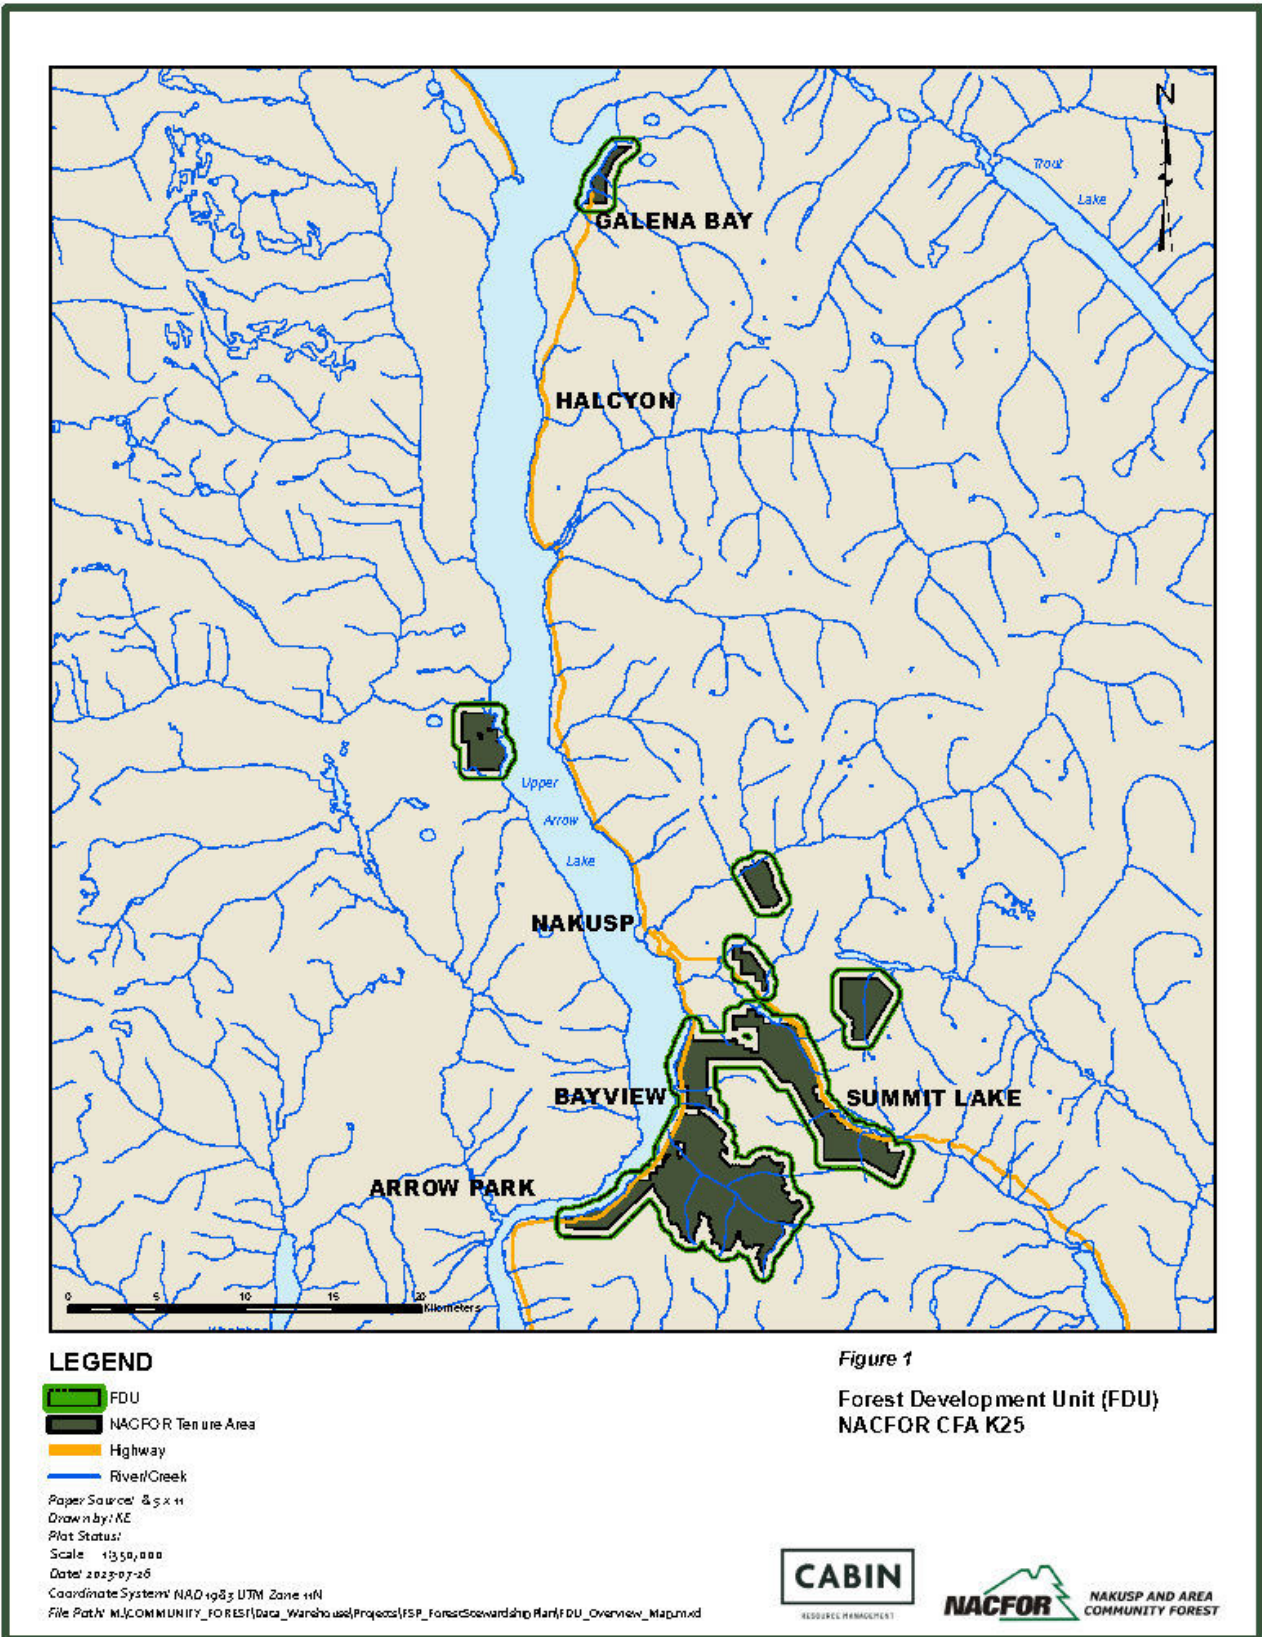 N
Trout
Lake
GALENA BAY
HALCYON
Upper
Arrow
Lake
NAKUSP
BAYVIEW
SUMMIT LAKE
ARROW PARK
0 5 10 15 20
Kilometers
LEGEND
FDU
NACFOR Tenure Area
Highway
River/Creek
Paper Source: 8.5 x 11
Drawn by: KE
Plot Status:
Scale 1:350,000
Date: 2023-07-26
Coordinate System: NAD 1983 UTM Zone 11N
File Path: M:\COMMUNITY_FOREST\Data_Warehouse\Projects\FSP_ForestStewardshipPlan\FDU_Overview_Map.mxd
Figure 1
Forest Development Unit (FDU)
NACFOR CFA K25
CABIN
RESOURCE MANAGEMENT
NACFOR
NAKUSP AND AREA
COMMUNITY FOREST